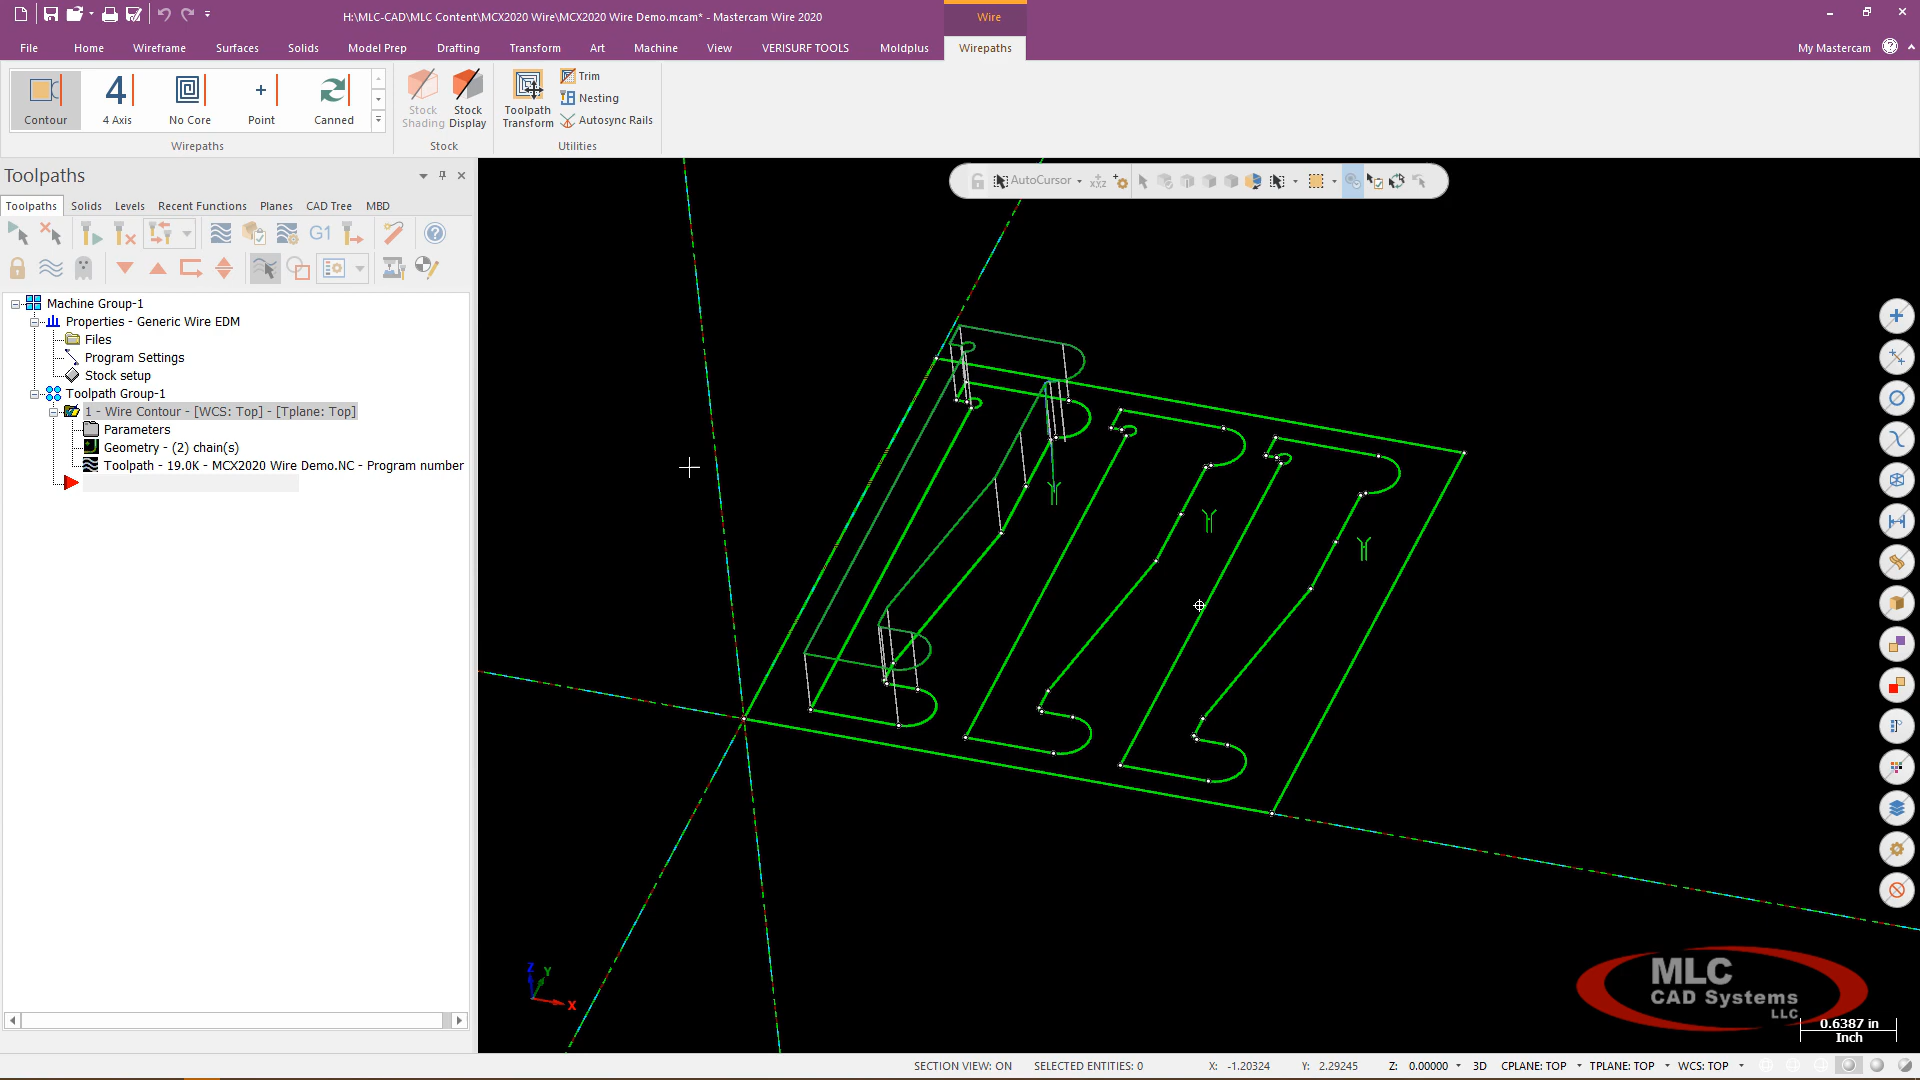 H:\MLC-CAD\MLC Content\MCX2020 Wire\MCX2020 Wire Demo.mcam* - Mastercam Wire 2020
Wire
File Home Wireframe Surfaces Solids Model Prep Drafting Transform Art Machine View VERISURF TOOLS Moldplus Wirepaths My Mastercam
Contour
4 Axis
No Core
Point
Canned
Wirepaths
Stock Shading
Stock Display
Stock
Toolpath Transform
Trim
Nesting
Autosync Rails
Utilities
Toolpaths
Toolpaths Solids Levels Recent Functions Planes CAD Tree MBD
G1
Machine Group-1
Properties - Generic Wire EDM
Files
Program Settings
Stock setup
Toolpath Group-1
1 - Wire Contour - [WCS: Top] - [Tplane: Top]
Parameters
Geometry - (2) chain(s)
Toolpath - 19.0K - MCX2020 Wire Demo.NC - Program number
AutoCursor
Z Y
X
MLC
CAD Systems
LLC
0.6387 in
Inch
SECTION VIEW: ON SELECTED ENTITIES: 0 X: -1.20324 Y: 2.29245 Z: 0.00000 3D CPLANE: TOP TPLANE: TOP WCS: TOP